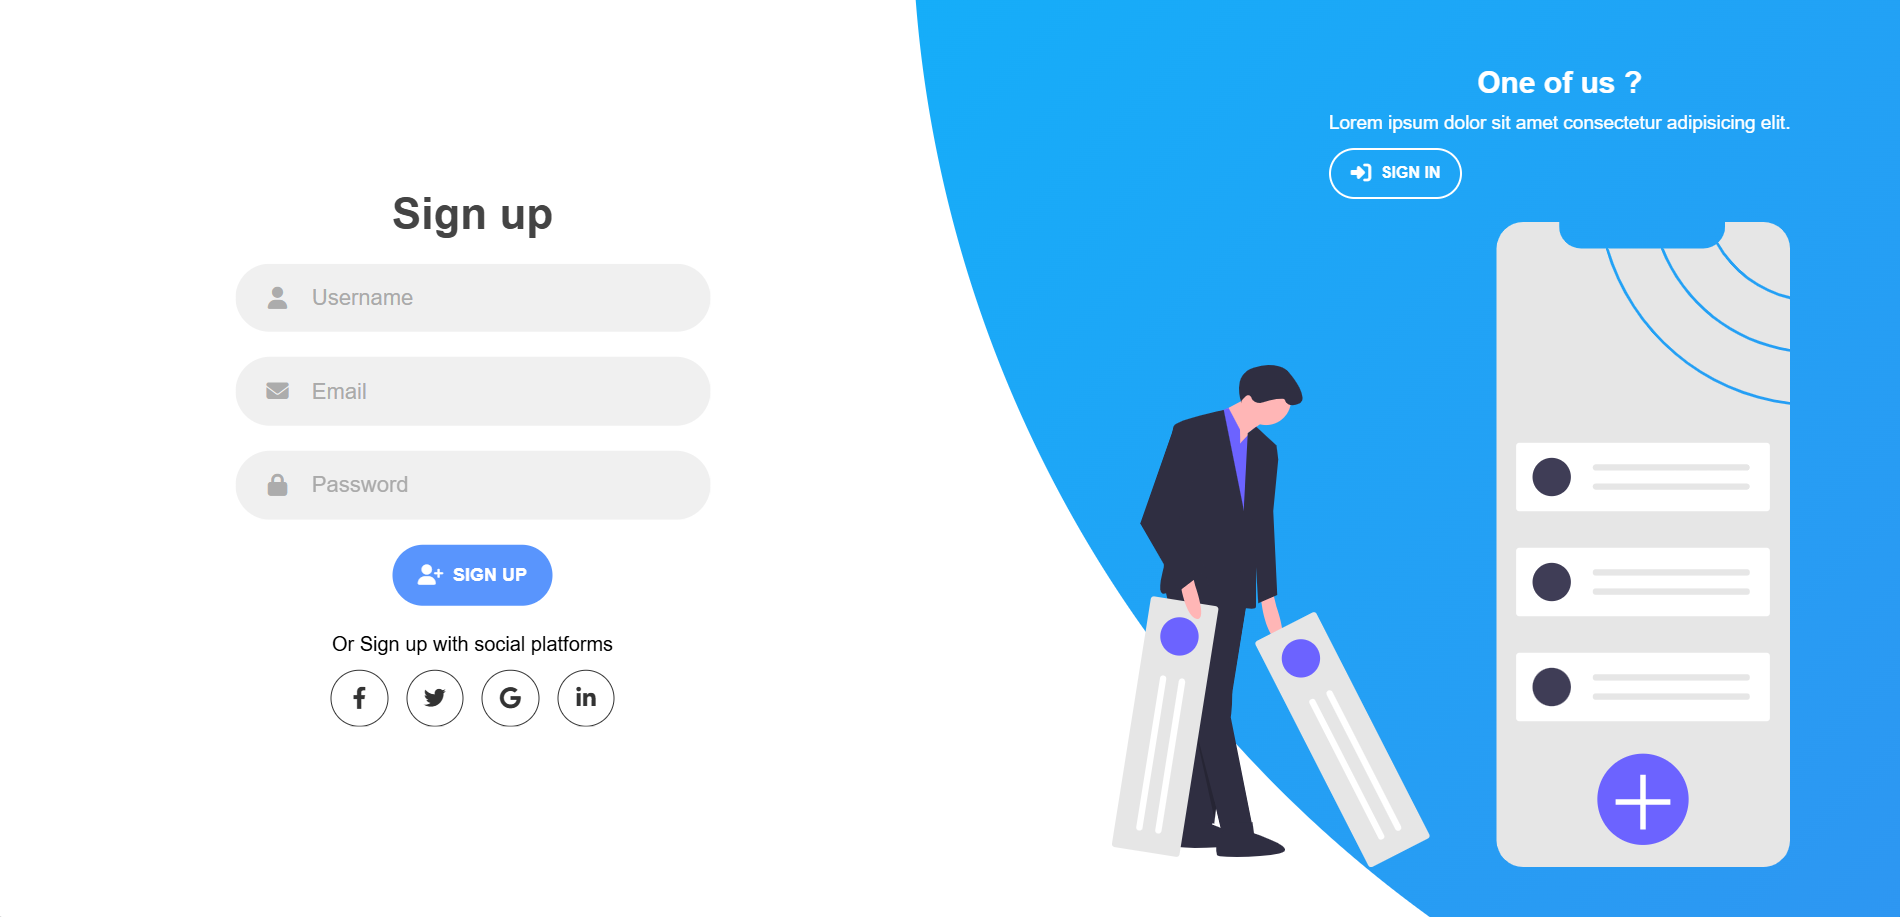 Sign up
Username
Email
Password
SIGN UP
Or Sign up with social platforms
One of us ?
Lorem ipsum dolor sit amet consectetur adipisicing elit.
SIGN IN